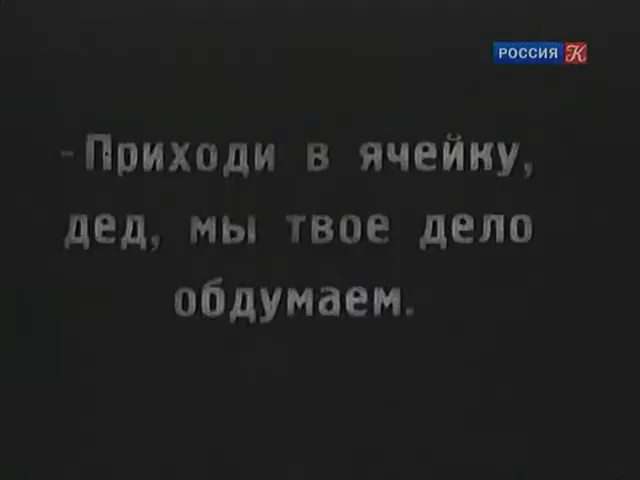 РОССИЯ К
-Приходи в ячейку,
дед, мы твое дело
обдумаем.